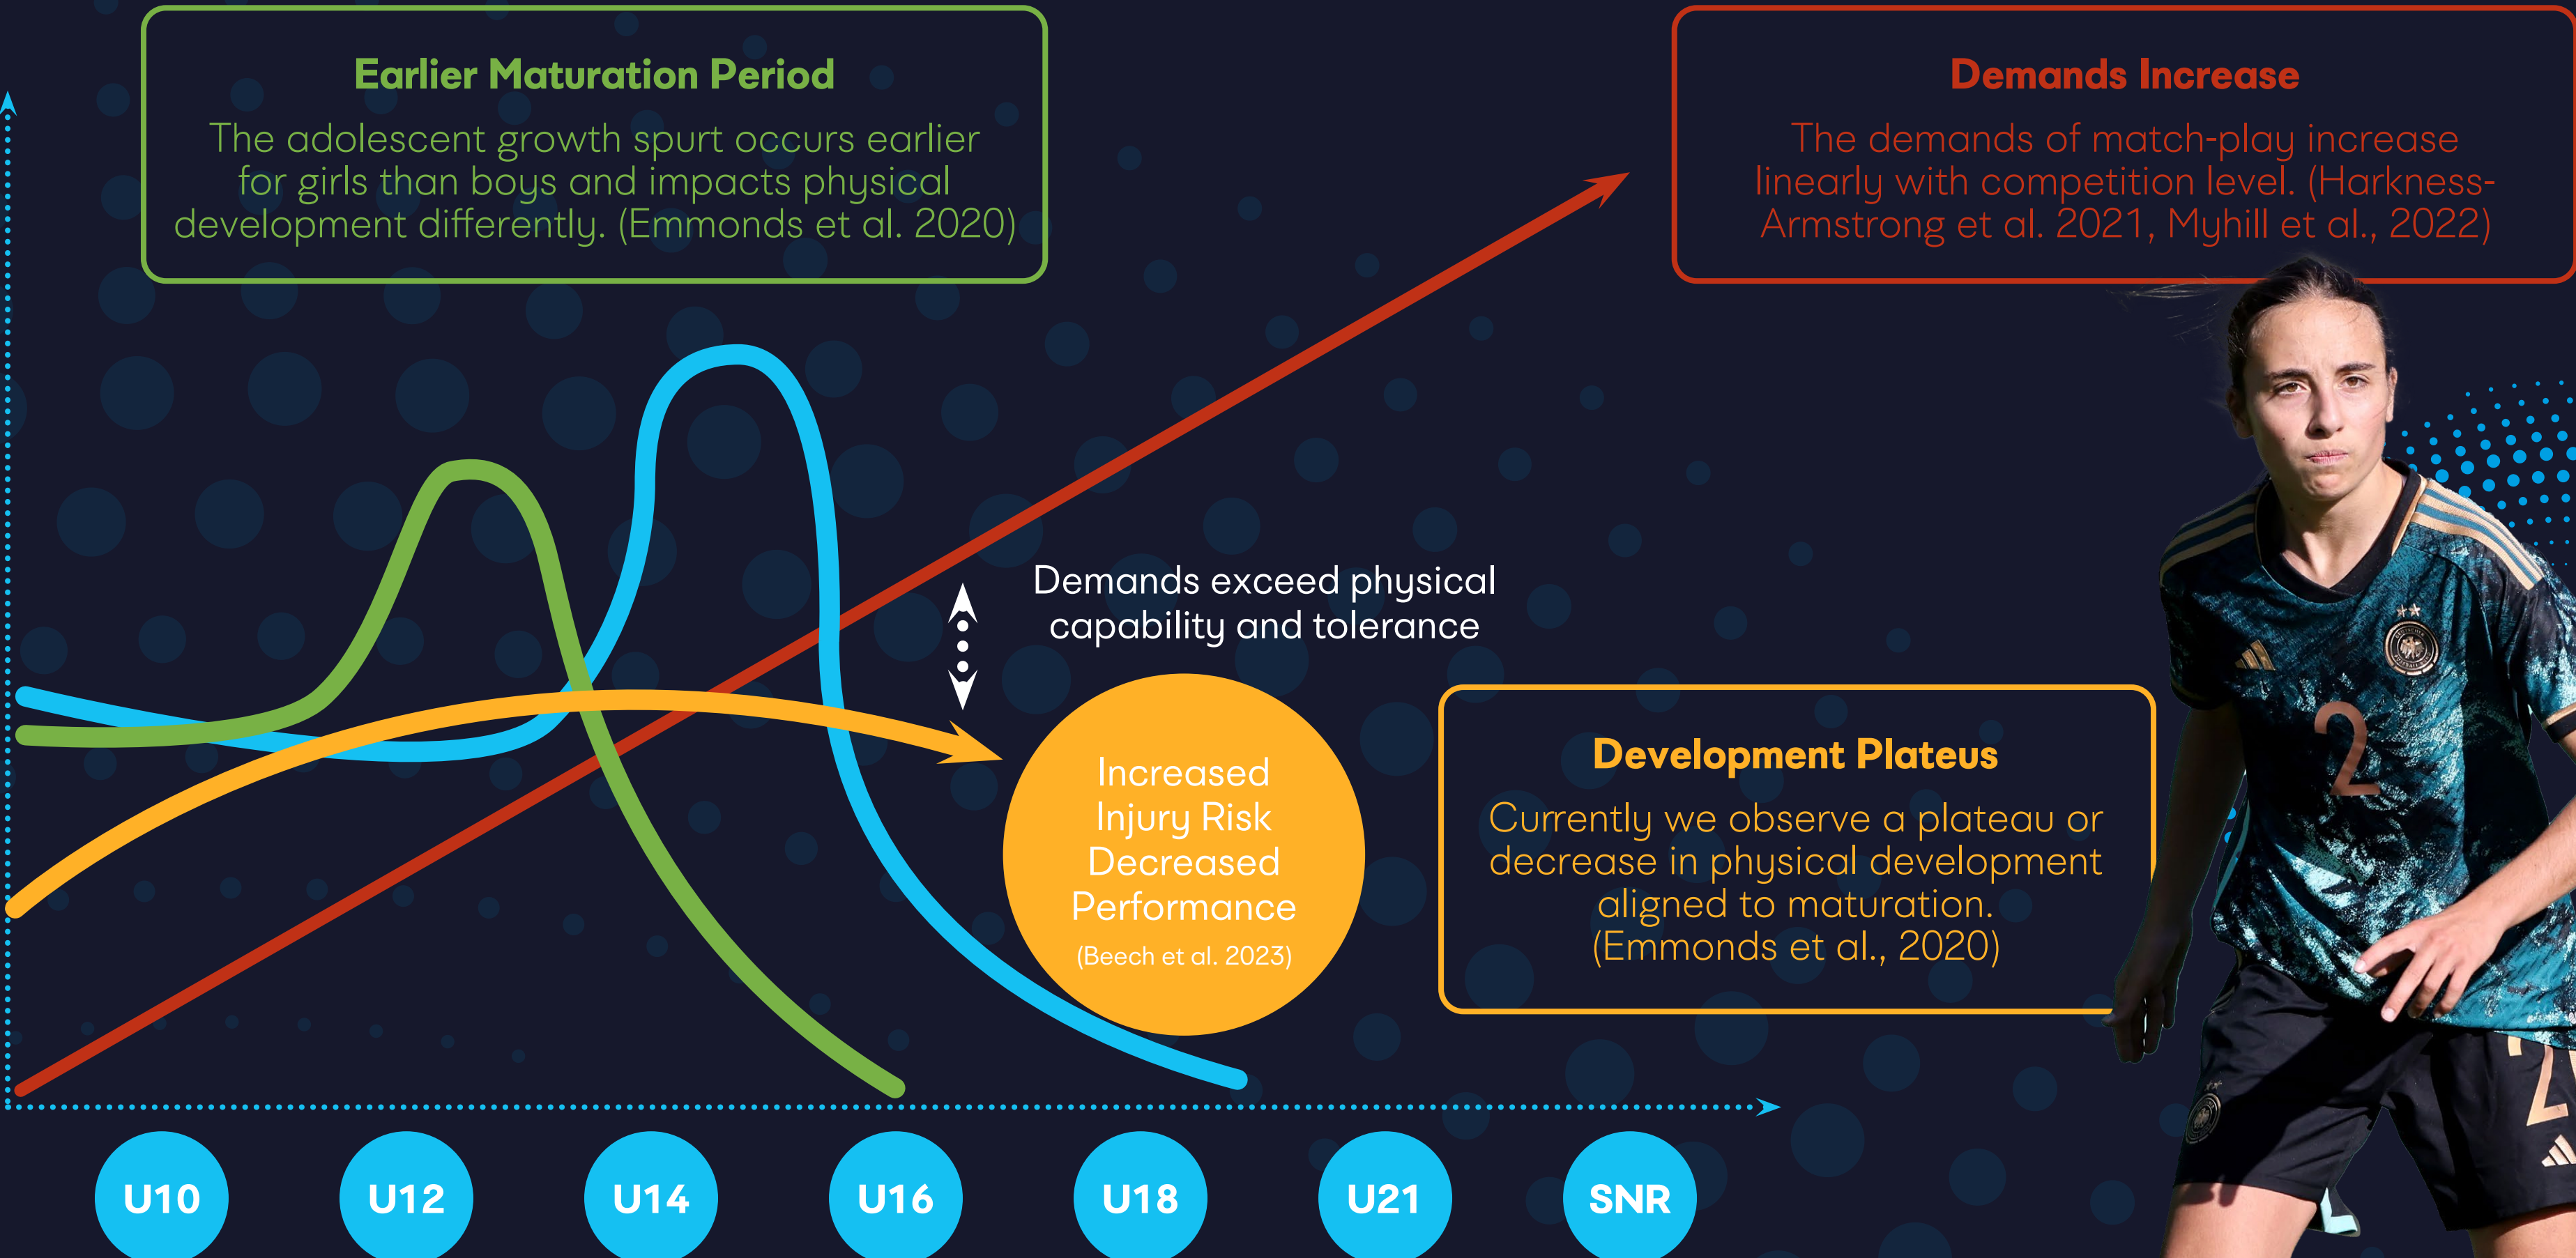 Earlier Maturation Period
The adolescent growth spurt occurs earlier
for girls than boys and impacts physical
development differently. (Emmonds et al. 2020)
Demands Increase
The demands of match-play increase
linearly with competition level. (Harkness-
Armstrong et al. 2021, Myhill et al., 2022)
Demands exceed physical
capability and tolerance
Increased
Injury Risk
Decreased
Performance
(Beech et al. 2023)
Development Plateus
Currently we observe a plateau or
decrease in physical development
aligned to maturation.
(Emmonds et al., 2020)
2
2
U10
U12
U14
U16
U18
U21
SNR